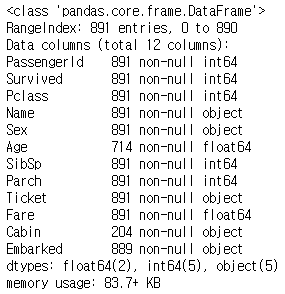 <class 'pandas.core.frame.DataFrame'>
RangeIndex: 891 entries, 0 to 890
Data columns (total 12 columns):
PassengerId    891 non-null int64
Survived       891 non-null int64
Pclass         891 non-null int64
Name           891 non-null object
Sex            891 non-null object
Age            714 non-null float64
SibSp          891 non-null int64
Parch          891 non-null int64
Ticket         891 non-null object
Fare           891 non-null float64
Cabin          204 non-null object
Embarked       889 non-null object
dtypes: float64(2), int64(5), object(5)
memory usage: 83.7+ KB